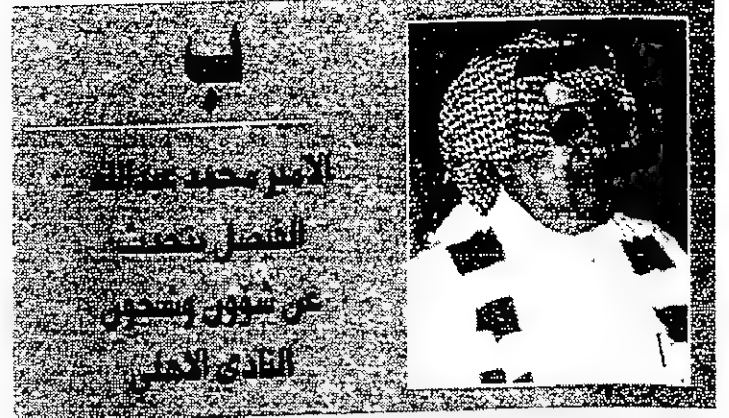 ب
الامير محمد عبدالله
الفيصل يتحدث
عن شؤون وشجون
النادي الاهلي